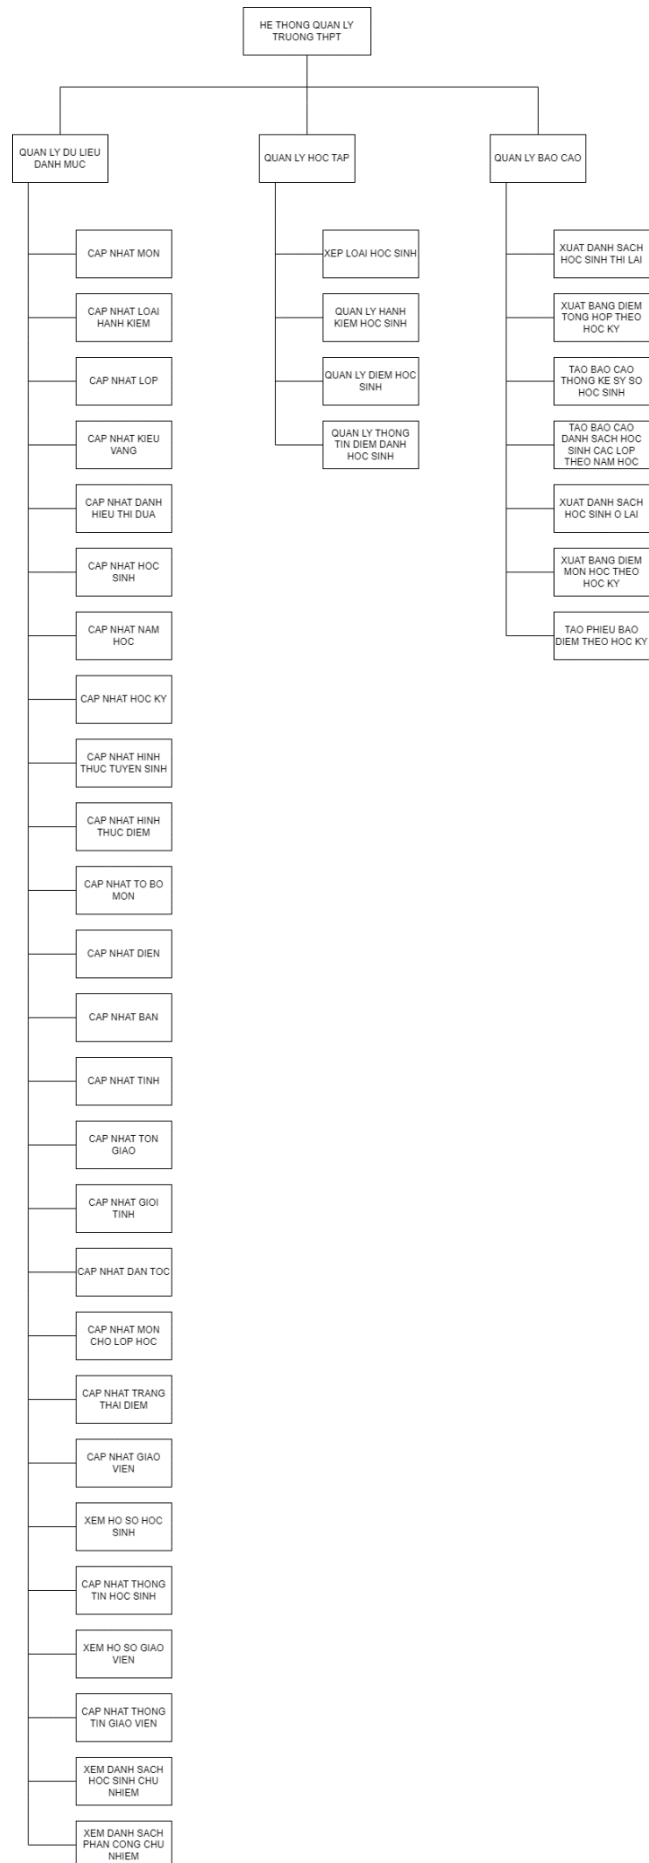 HE THONG QUAN LY
TRUONG THPT
QUAN LY DU LIEU
DANH MUC
QUAN LY HOC TAP
QUAN LY BAO CAO
CAP NHAT MON
CAP NHAT LOAI
HANH KIEM
CAP NHAT LOP
CAP NHAT KIEU
VANG
CAP NHAT DANH
HIEU THI DUA
CAP NHAT HOC
SINH
CAP NHAT NAM
HOC
CAP NHAT HOC KY
CAP NHAT HINH
THUC TUYEN SINH
CAP NHAT HINH
THUC DIEM
CAP NHAT TO BO
MON
CAP NHAT DIEN
CAP NHAT BAN
CAP NHAT TINH
CAP NHAT TON
GIAO
CAP NHAT GIOI
TINH
CAP NHAT DAN TOC
CAP NHAT MON
CHO LOP HOC
CAP NHAT TRANG
THAI DIEM
CAP NHAT GIAO
VIEN
XEM HO SO HOC
SINH
CAP NHAT THONG
TIN HOC SINH
XEM HO SO GIAO
VIEN
CAP NHAT THONG
TIN GIAO VIEN
XEM DANH SACH
HOC SINH CHU
NHIEM
XEM DANH SACH
PHAN CONG CHU
NHIEM
XEP LOAI HOC SINH
QUAN LY HANH
KIEM HOC SINH
QUAN LY DIEM HOC
SINH
QUAN LY THONG
TIN DIEM DANH
HOC SINH
XUAT DANH SACH
HOC SINH THI LAI
XUAT BANG DIEM
TONG HOP THEO
HOC KY
TAO BAO CAO
THONG KE SY SO
HOC SINH
TAO BAO CAO
DANH SACH HOC
SINH CAC LOP
THEO NAM HOC
XUAT DANH SACH
HOC SINH O LAI
XUAT BANG DIEM
MON HOC THEO
HOC KY
TAO PHIEU BAO
DIEM THEO HOC KY